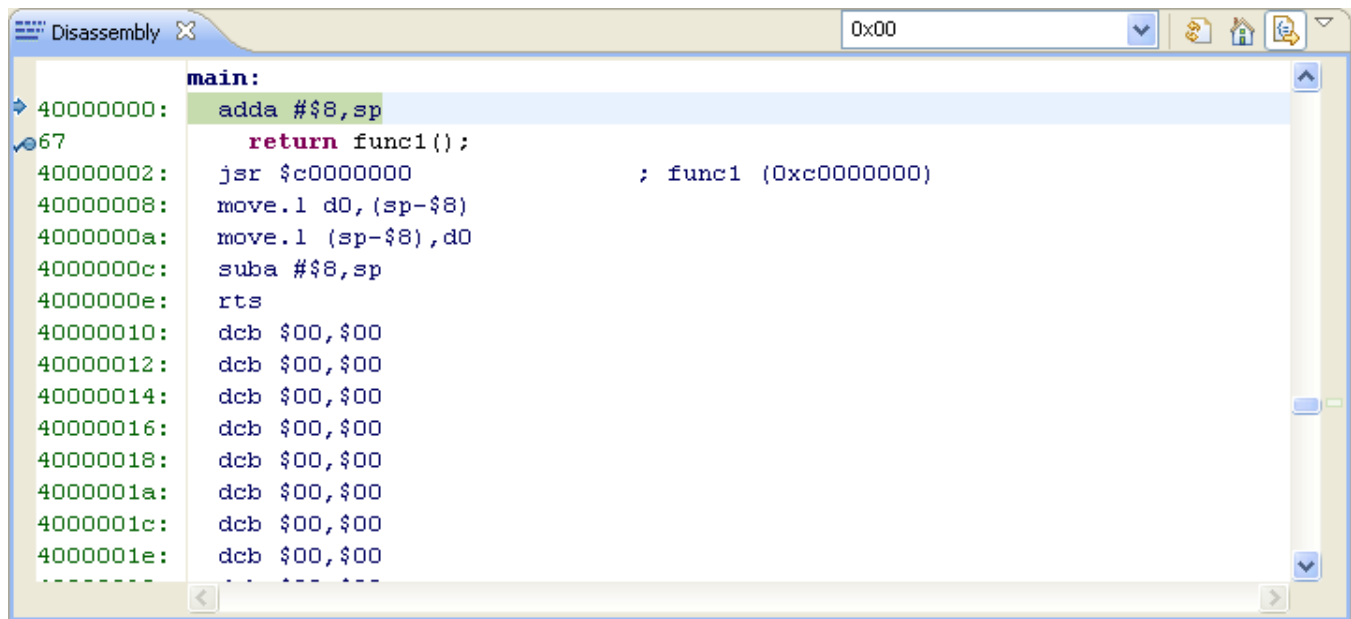 Disassembly
0x00
main:
40000000: adda #$8,sp
67 return func1();
40000002: jsr $c0000000 ; func1 (0xc0000000)
40000008: move.l d0,(sp-$8)
4000000a: move.l (sp-$8),d0
4000000c: suba #$8,sp
4000000e: rts
40000010: dcb $00,$00
40000012: dcb $00,$00
40000014: dcb $00,$00
40000016: dcb $00,$00
40000018: dcb $00,$00
4000001a: dcb $00,$00
4000001c: dcb $00,$00
4000001e: dcb $00,$00